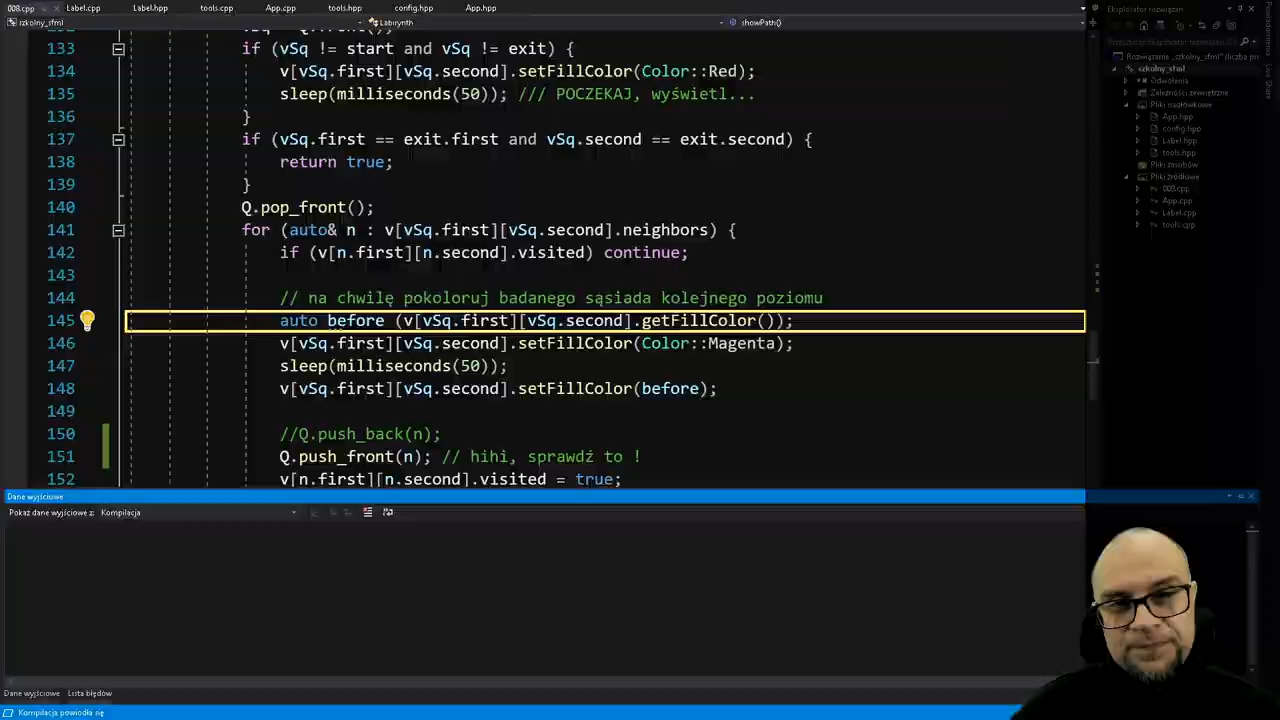 008.cpp Label.cpp Label.hpp tools.cpp App.cpp tools.hpp config.hpp App.hpp
szkolny_sfml Labirynth showPath()
133 if (vSq != start and vSq != exit) {
134 v[vSq.first][vSq.second].setFillColor(Color::Red);
135 sleep(milliseconds(50)); /// POCZEKAJ, wyświetl...
136 }
137 if (vSq.first == exit.first and vSq.second == exit.second) {
138 return true;
139 }
140 Q.pop_front();
141 for (auto& n : v[vSq.first][vSq.second].neighbors) {
142 if (v[n.first][n.second].visited) continue;
143
144 // na chwilę pokoloruj badanego sąsiada kolejnego poziomu
145 auto before (v[vSq.first][vSq.second].getFillColor());
146 v[vSq.first][vSq.second].setFillColor(Color::Magenta);
147 sleep(milliseconds(50));
148 v[vSq.first][vSq.second].setFillColor(before);
149
150 //Q.push_back(n);
151 Q.push_front(n); // hihi, sprawdź to !
152 v[n.first][n.second].visited = true;
Dane wyjściowe
Pokaż dane wyjściowe z: Kompilacja
Dane wyjściowe Lista błędów
Kompilacja powiodła się
Eksplorator rozwiązań
Rozwiązanie „szkolny_sfml” (liczba pr
szkolny_sfml
Odwołania
Zależności zewnętrzne
Pliki nagłówkowe
App.hpp
config.hpp
Label.hpp
tools.hpp
Pliki zasobów
Pliki źródłowe
008.cpp
App.cpp
Label.cpp
tools.cpp
Powiadomienia
Live Share